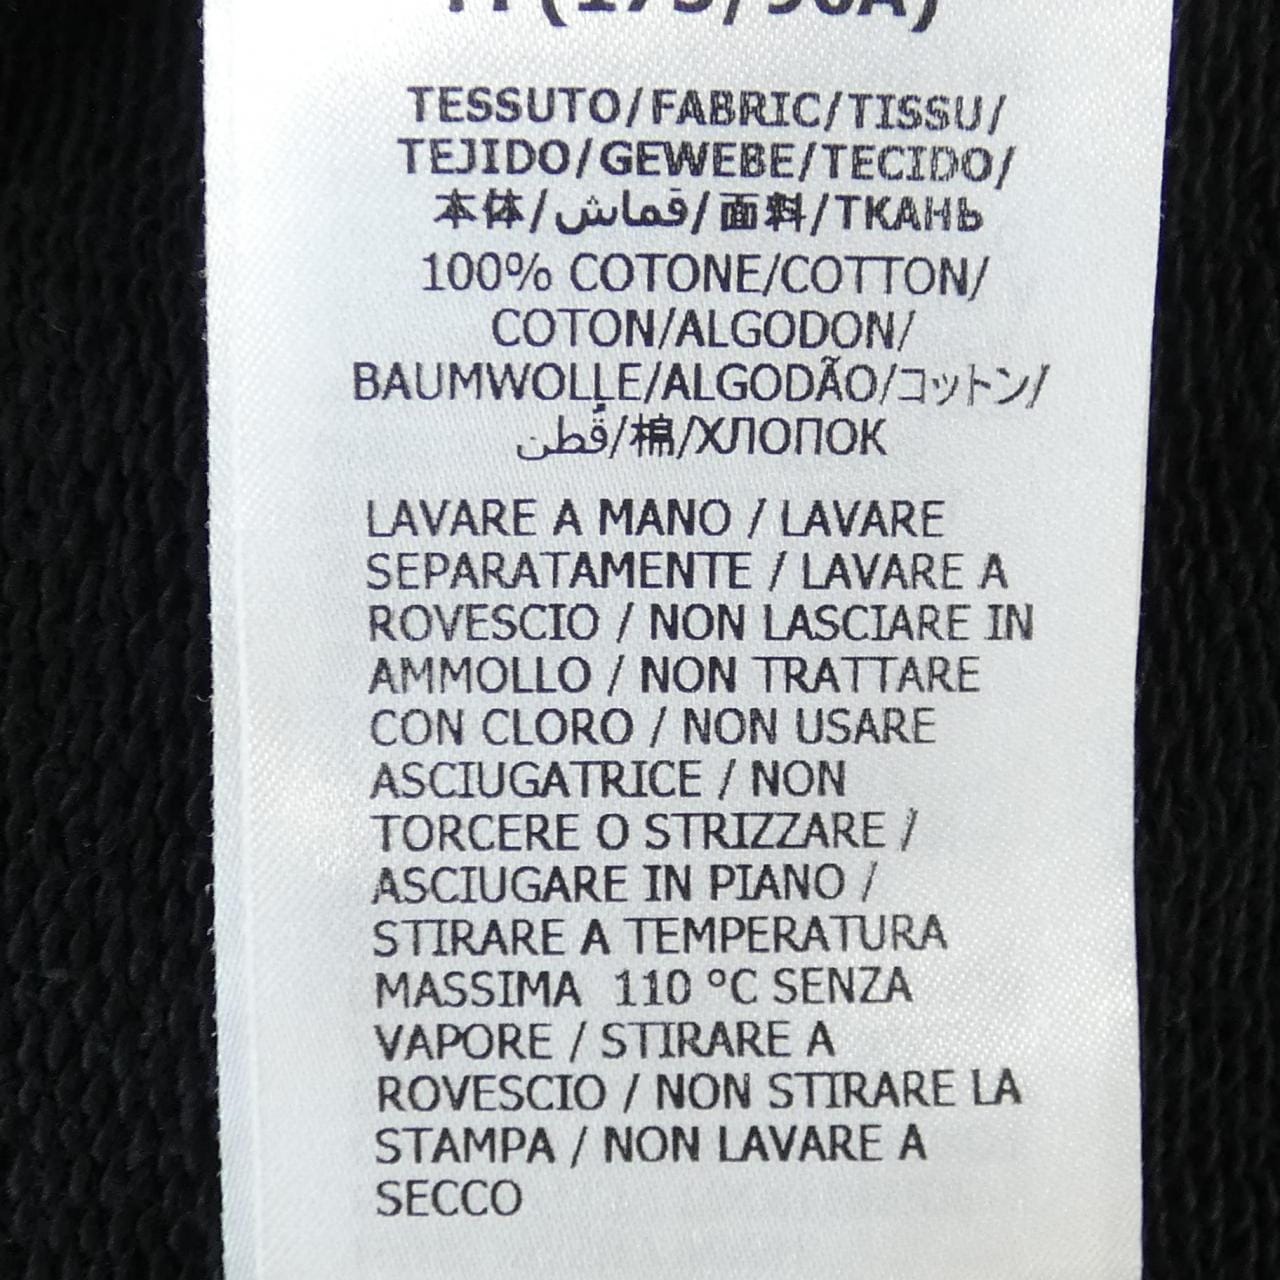 TESSUTO/FABRIC/TISSU/
TEJIDO/GEWEBE/TECIDO/
本体/قماش/面料/ТКАНЬ
100% COTONE/COTTON/
COTON/ALGODON/
BAUMWOLLE/ALGODÃO/コットン/
قُطن/棉/ХЛОПОК
LAVARE A MANO / LAVARE
SEPARATAMENTE / LAVARE A
ROVESCIO / NON LASCIARE IN
AMMOLLO / NON TRATTARE
CON CLORO / NON USARE
ASCIUGATRICE / NON
TORCERE O STRIZZARE /
ASCIUGARE IN PIANO /
STIRARE A TEMPERATURA
MASSIMA 110 °C SENZA
VAPORE / STIRARE A
ROVESCIO / NON STIRARE LA
STAMPA / NON LAVARE A
SECCO